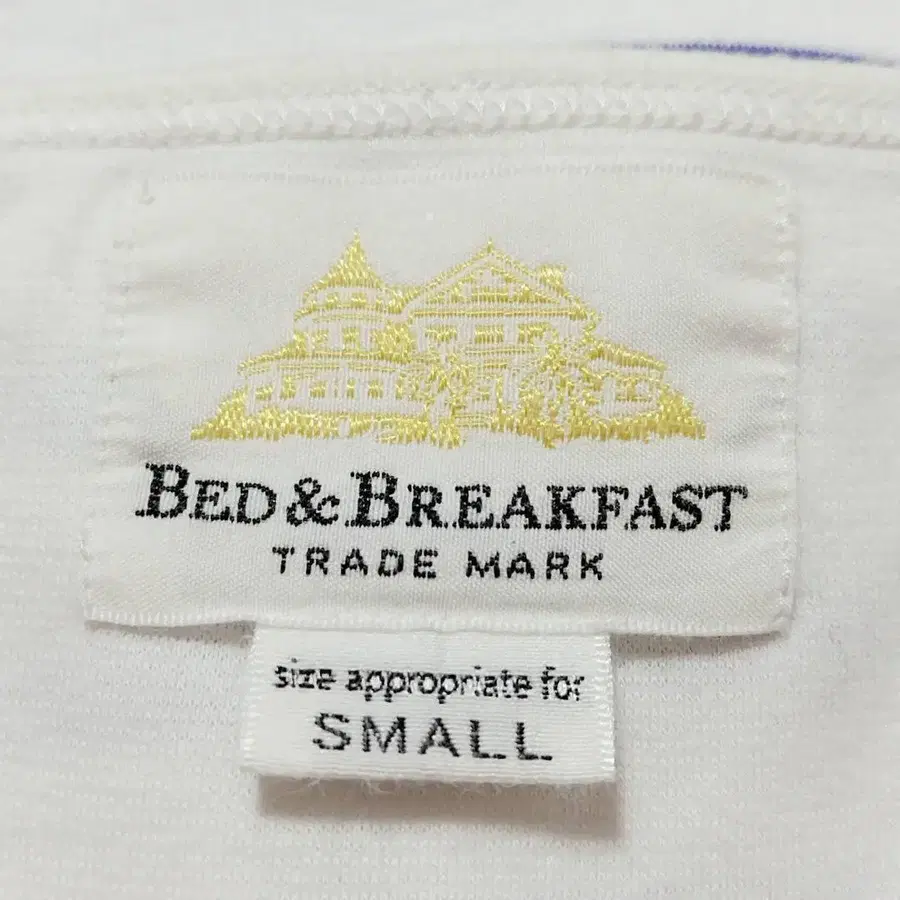 BED & BREAKFAST
TRADE MARK
size appropriate for
SMALL